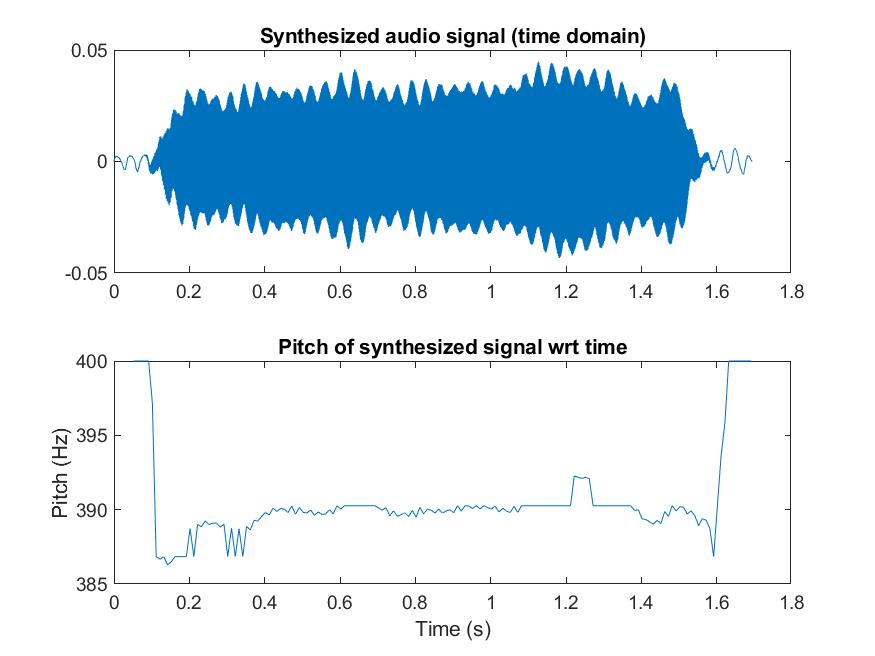 Synthesized audio signal (time domain)
0.05
0
-0.05
0 0.2 0.4 0.6 0.8 1 1.2 1.4 1.6 1.8
Pitch of synthesized signal wrt time
400
395
390
385
Pitch (Hz)
0 0.2 0.4 0.6 0.8 1 1.2 1.4 1.6 1.8
Time (s)